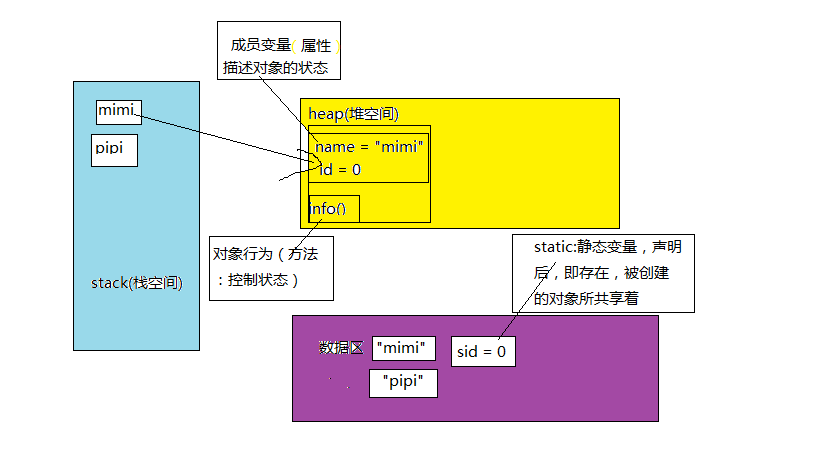 成员变量(属性)
描述对象的状态
mimi
pipi
stack(栈空间)
heap(堆空间)
name = "mimi"
id = 0
info()
对象行为（方法
：控制状态）
static:静态变量，声明
后，即存在，被创建
的对象所共享着
数据区
"mimi"
sid = 0
"pipi"